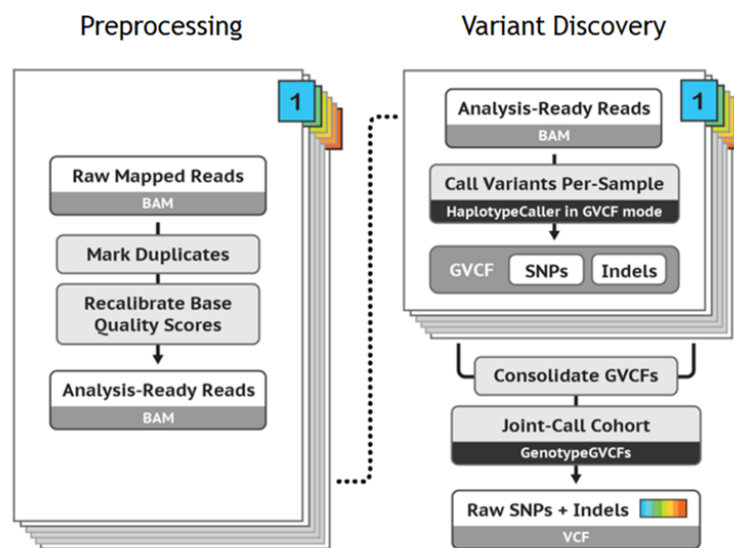 Preprocessing
1
Raw Mapped Reads
BAM
Mark Duplicates
Recalibrate Base
Quality Scores
Analysis-Ready Reads
BAM
Variant Discovery
1
Analysis-Ready Reads
BAM
Call Variants Per-Sample
HaplotypeCaller in GVCF mode
GVCF SNPs Indels
Consolidate GVCFs
Joint-Call Cohort
GenotypeGVCFs
Raw SNPs + Indels
VCF